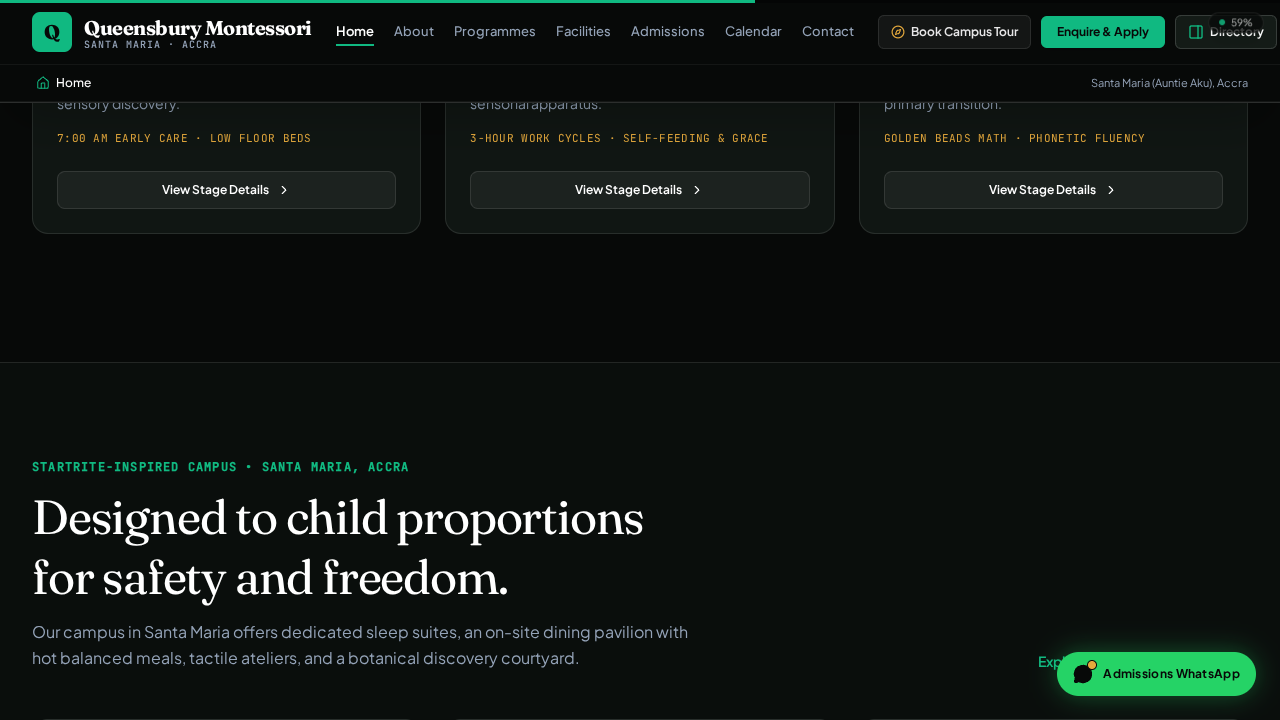 Q
Queensbury Montessori
SANTA MARIA · ACCRA
Home
About
Programmes
Facilities
Admissions
Calendar
Contact
Book Campus Tour
Enquire & Apply
59%
Directory
Home
Santa Maria (Auntie Aku), Accra
sensory discovery.
7:00 AM EARLY CARE · LOW FLOOR BEDS
View Stage Details
sensorial apparatus.
3-HOUR WORK CYCLES · SELF-FEEDING & GRACE
View Stage Details
primary transition.
GOLDEN BEADS MATH · PHONETIC FLUENCY
View Stage Details
STARTRITE-INSPIRED CAMPUS • SANTA MARIA, ACCRA
Designed to child proportions
for safety and freedom.
Our campus in Santa Maria offers dedicated sleep suites, an on-site dining pavilion with
hot balanced meals, tactile ateliers, and a botanical discovery courtyard.
Admissions WhatsApp